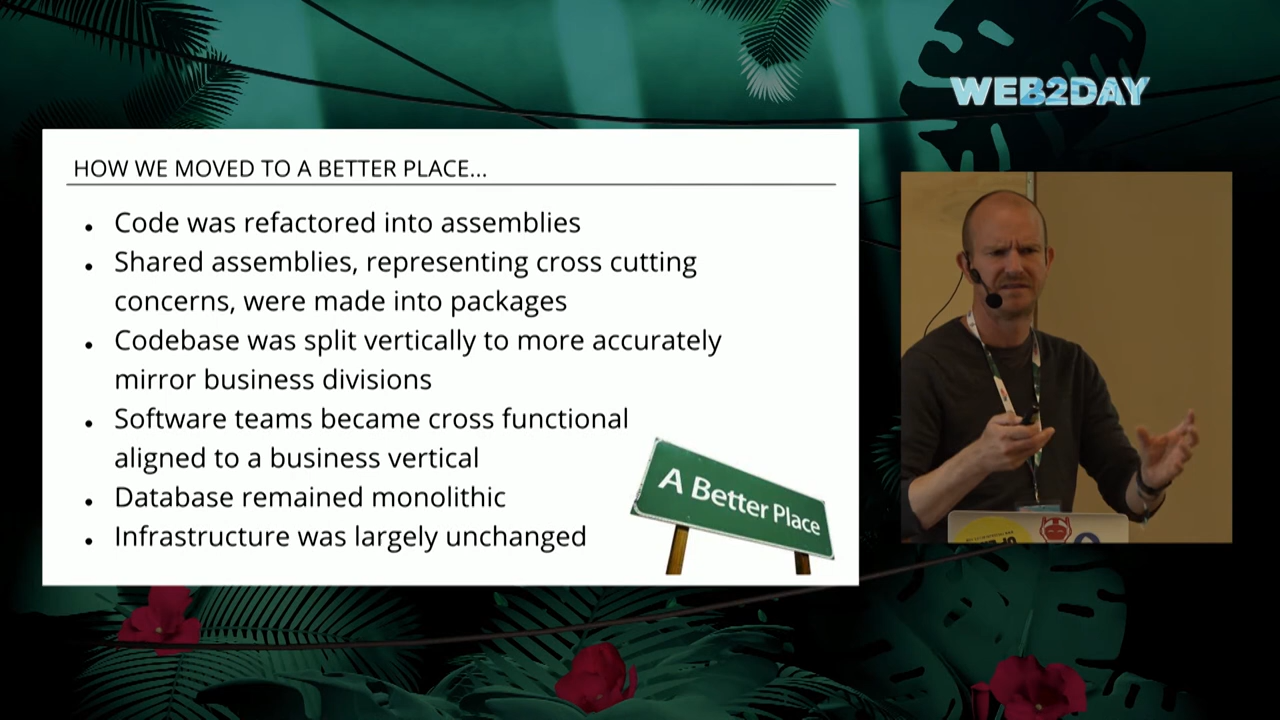 WEB2DAY
HOW WE MOVED TO A BETTER PLACE...
• Code was refactored into assemblies
• Shared assemblies, representing cross cutting
concerns, were made into packages
• Codebase was split vertically to more accurately
mirror business divisions
• Software teams became cross functional
aligned to a business vertical
• Database remained monolithic
• Infrastructure was largely unchanged
A Better Place